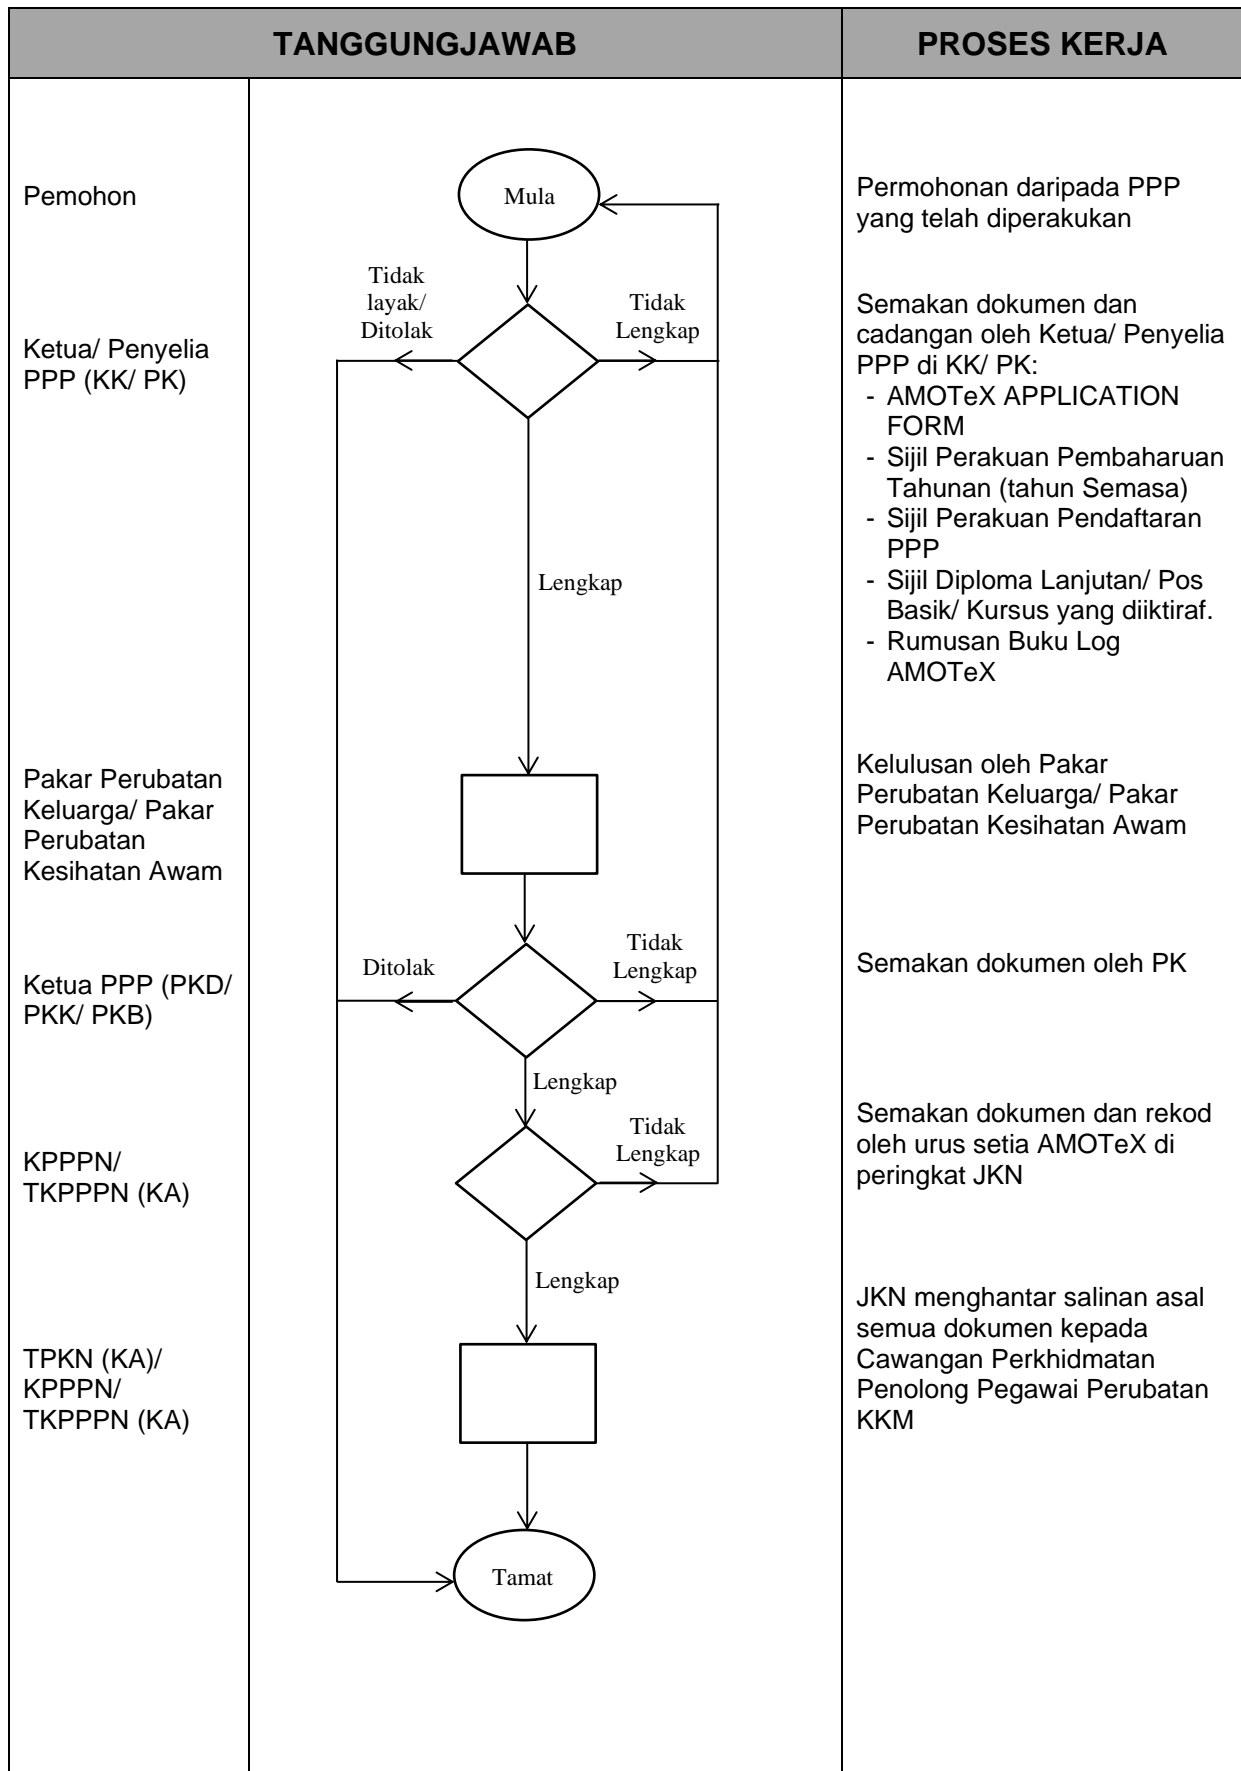 TANGGUNGJAWAB
PROSES KERJA
Pemohon
Mula
Permohonan daripada PPP
yang telah diperakukan
Ketua/ Penyelia
PPP (KK/ PK)
Tidak
layak/
Ditolak
Tidak
Lengkap
Lengkap
Semakan dokumen dan
cadangan oleh Ketua/ Penyelia
PPP di KK/ PK:
- AMOTeX APPLICATION
FORM
- Sijil Perakuan Pembaharuan
Tahunan (tahun Semasa)
- Sijil Perakuan Pendaftaran
PPP
- Sijil Diploma Lanjutan/ Pos
Basik/ Kursus yang diiktiraf.
- Rumusan Buku Log
AMOTeX
Pakar Perubatan
Keluarga/ Pakar
Perubatan
Kesihatan Awam
Kelulusan oleh Pakar
Perubatan Keluarga/ Pakar
Perubatan Kesihatan Awam
Ketua PPP (PKD/
PKK/ PKB)
Ditolak
Tidak
Lengkap
Lengkap
Semakan dokumen oleh PK
KPPPN/
TKPPPN (KA)
Tidak
Lengkap
Lengkap
Semakan dokumen dan rekod
oleh urus setia AMOTeX di
peringkat JKN
TPKN (KA)/
KPPPN/
TKPPPN (KA)
JKN menghantar salinan asal
semua dokumen kepada
Cawangan Perkhidmatan
Penolong Pegawai Perubatan
KKM
Tamat